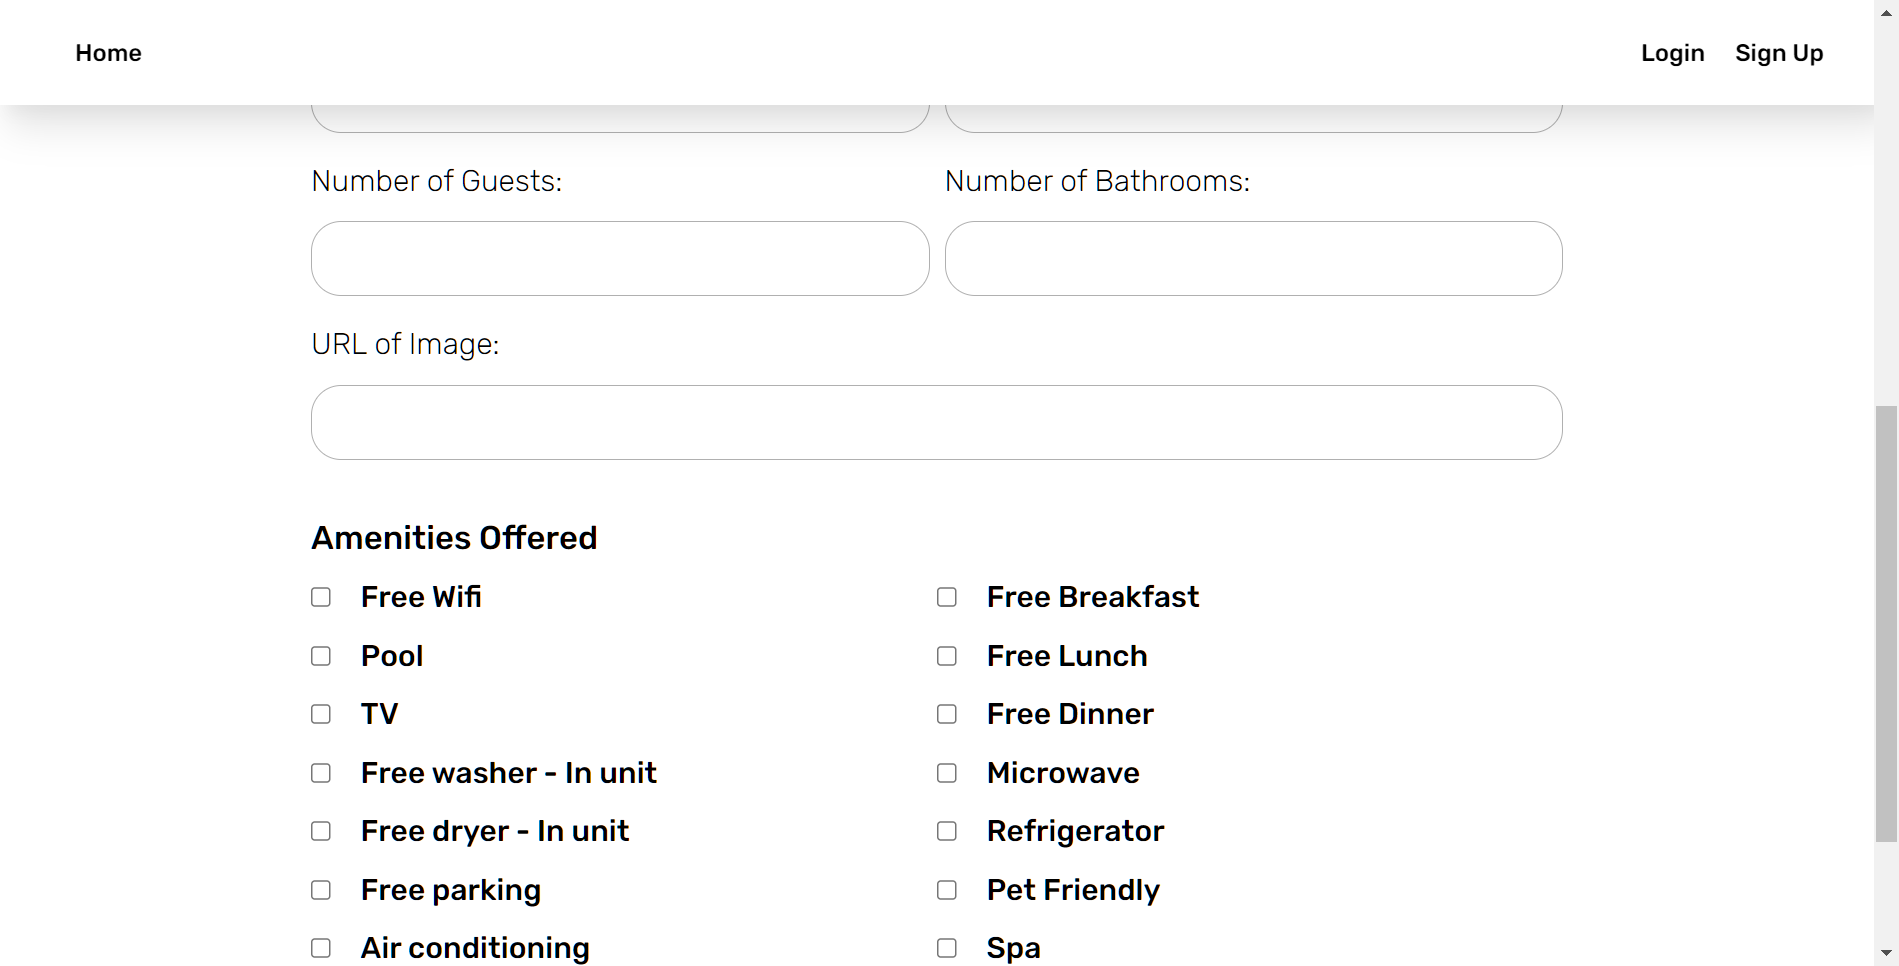 Home Login Sign Up
Number of Guests: Number of Bathrooms:
URL of Image:
Amenities Offered
Free Wifi Free Breakfast
Pool Free Lunch
TV Free Dinner
Free washer - In unit Microwave
Free dryer - In unit Refrigerator
Free parking Pet Friendly
Air conditioning Spa